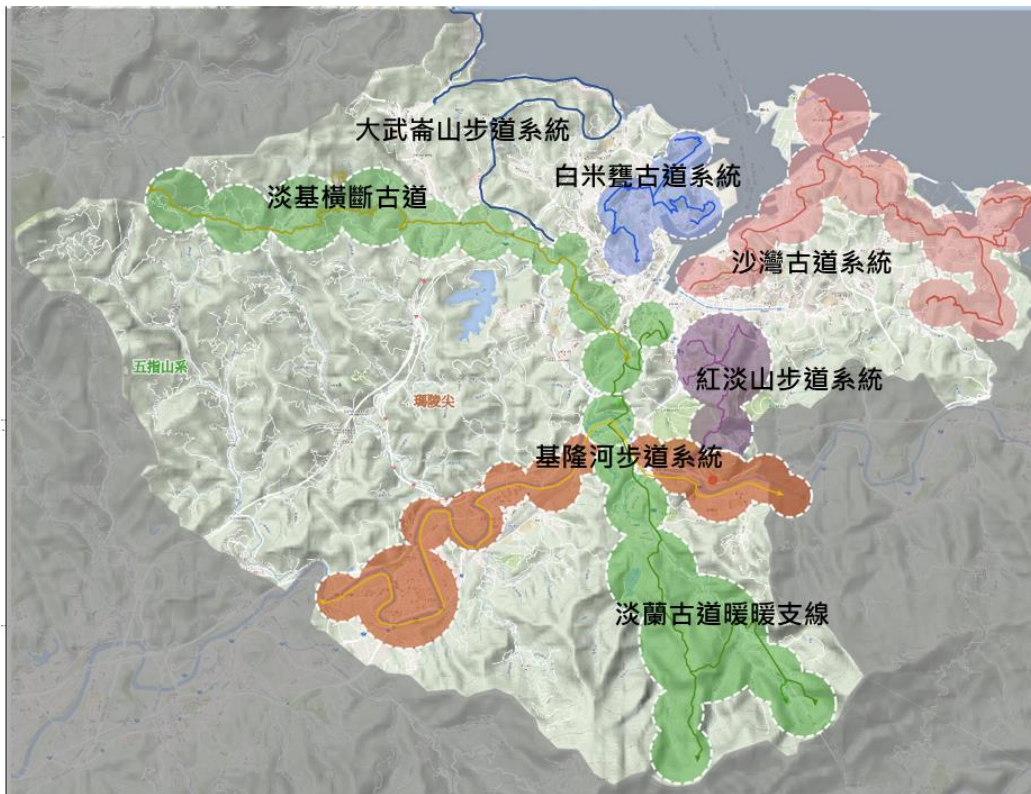 大武崙山步道系統
白米甕古道系統
淡基橫斷古道
沙灣古道系統
五指山系
紅淡山步道系統
瑪陵尖
基隆河步道系統
淡蘭古道暖暖支線